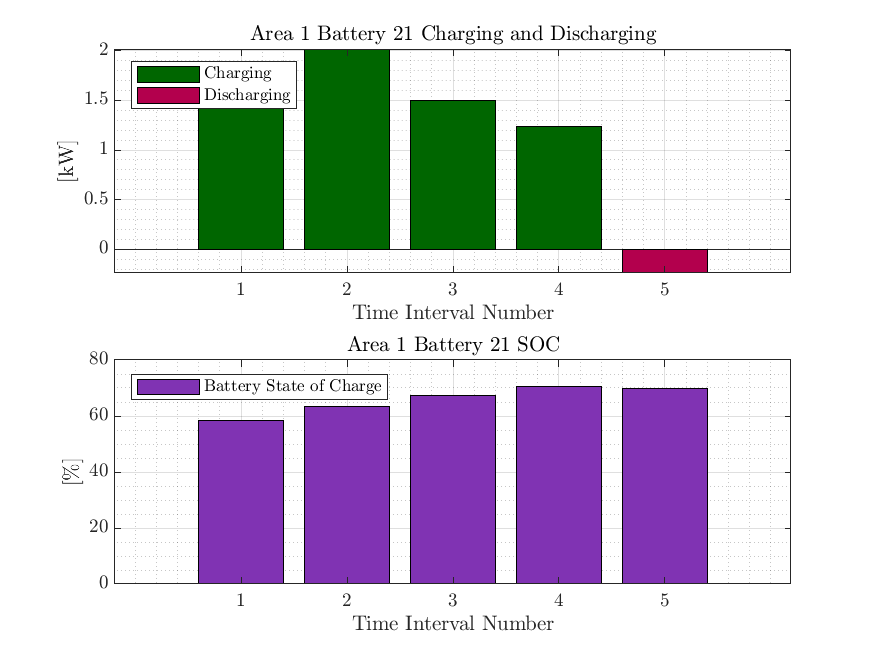 Area 1 Battery 21 Charging and Discharging
2
1.5
1
0.5
0
[kW]
Charging
Discharging
1 2 3 4 5
Time Interval Number
Area 1 Battery 21 SOC
80
60
40
20
0
[%]
Battery State of Charge
1 2 3 4 5
Time Interval Number